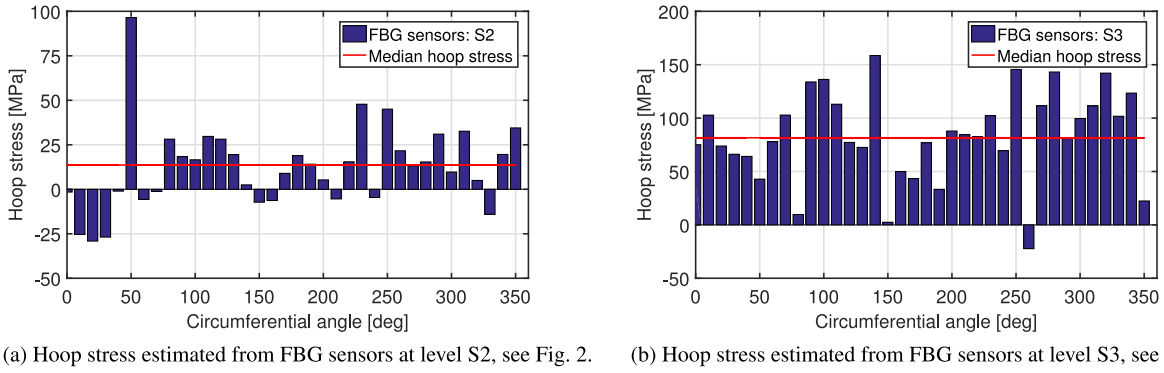 100
75
50
25
0
-25
-50
Hoop stress [MPa]
FBG sensors: S2
Median hoop stress
0 50 100 150 200 250 300 350
Circumferential angle [deg]
(a) Hoop stress estimated from FBG sensors at level S2, see Fig. 2.
200
150
100
50
0
-50
Hoop stress [MPa]
FBG sensors: S3
Median hoop stress
0 50 100 150 200 250 300 350
Circumferential angle [deg]
(b) Hoop stress estimated from FBG sensors at level S3, see